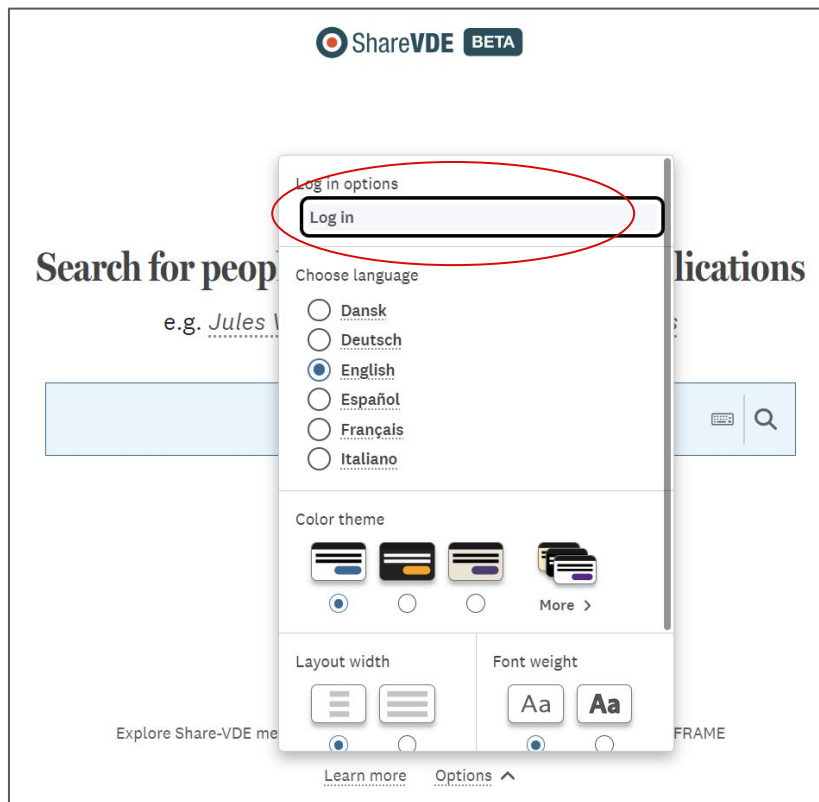 ShareVDE BETA
Log in options
Log in
Search for peop
lications
Choose language
e.g. Jules
Dansk
Deutsch
English
Español
Français
Italiano
Color theme
More >
Layout width
Font weight
Aa
Aa
Explore Share-VDE me
FRAME
Learn more
Options